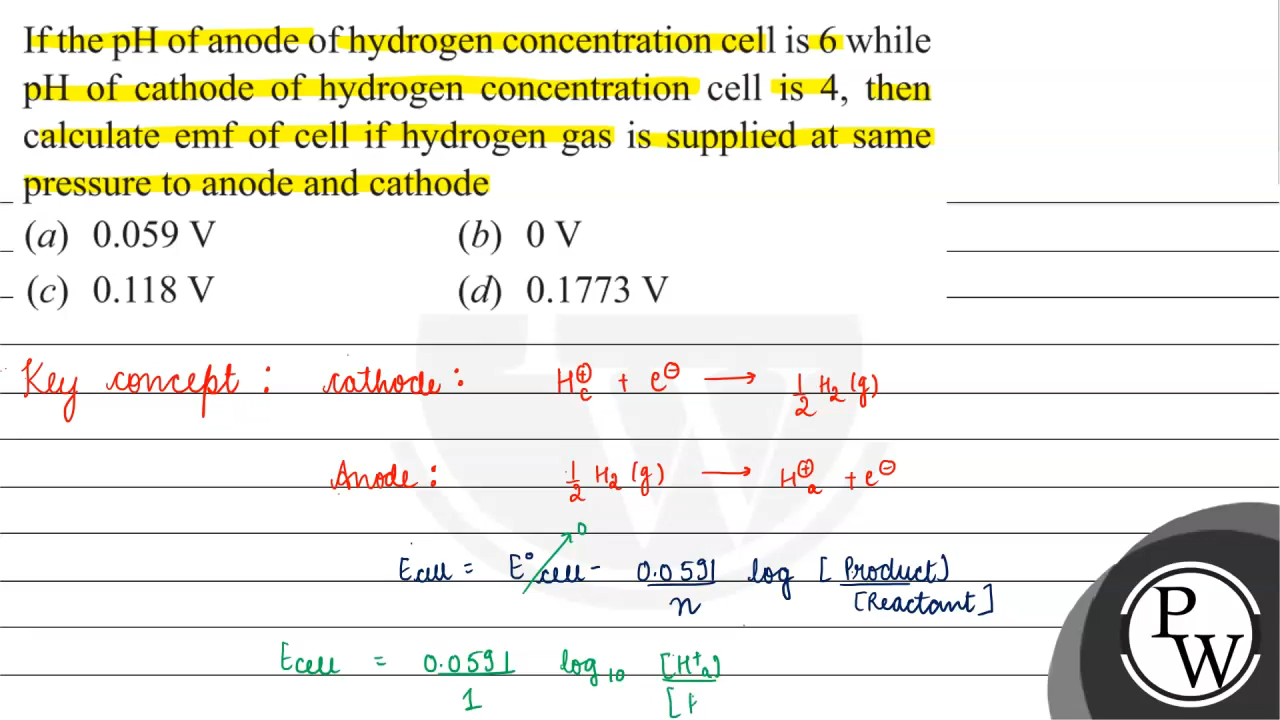 If the pH of anode of hydrogen concentration cell is 6 while
pH of cathode of hydrogen concentration cell is 4, then
calculate emf of cell if hydrogen gas is supplied at same
pressure to anode and cathode
(a) 0.059 V (b) 0 V
(c) 0.118 V (d) 0.1773 V
Key concept : cathode : H⊕c + e⊖ → 1/2 H2 (g)
Anode : 1/2 H2 (g) → H⊕a + e⊖
0
Ecell = E°cell - 0.0591/n log [Product]/[Reactant]
Ecell = 0.0591/1 log10 [H+a]/[
PW